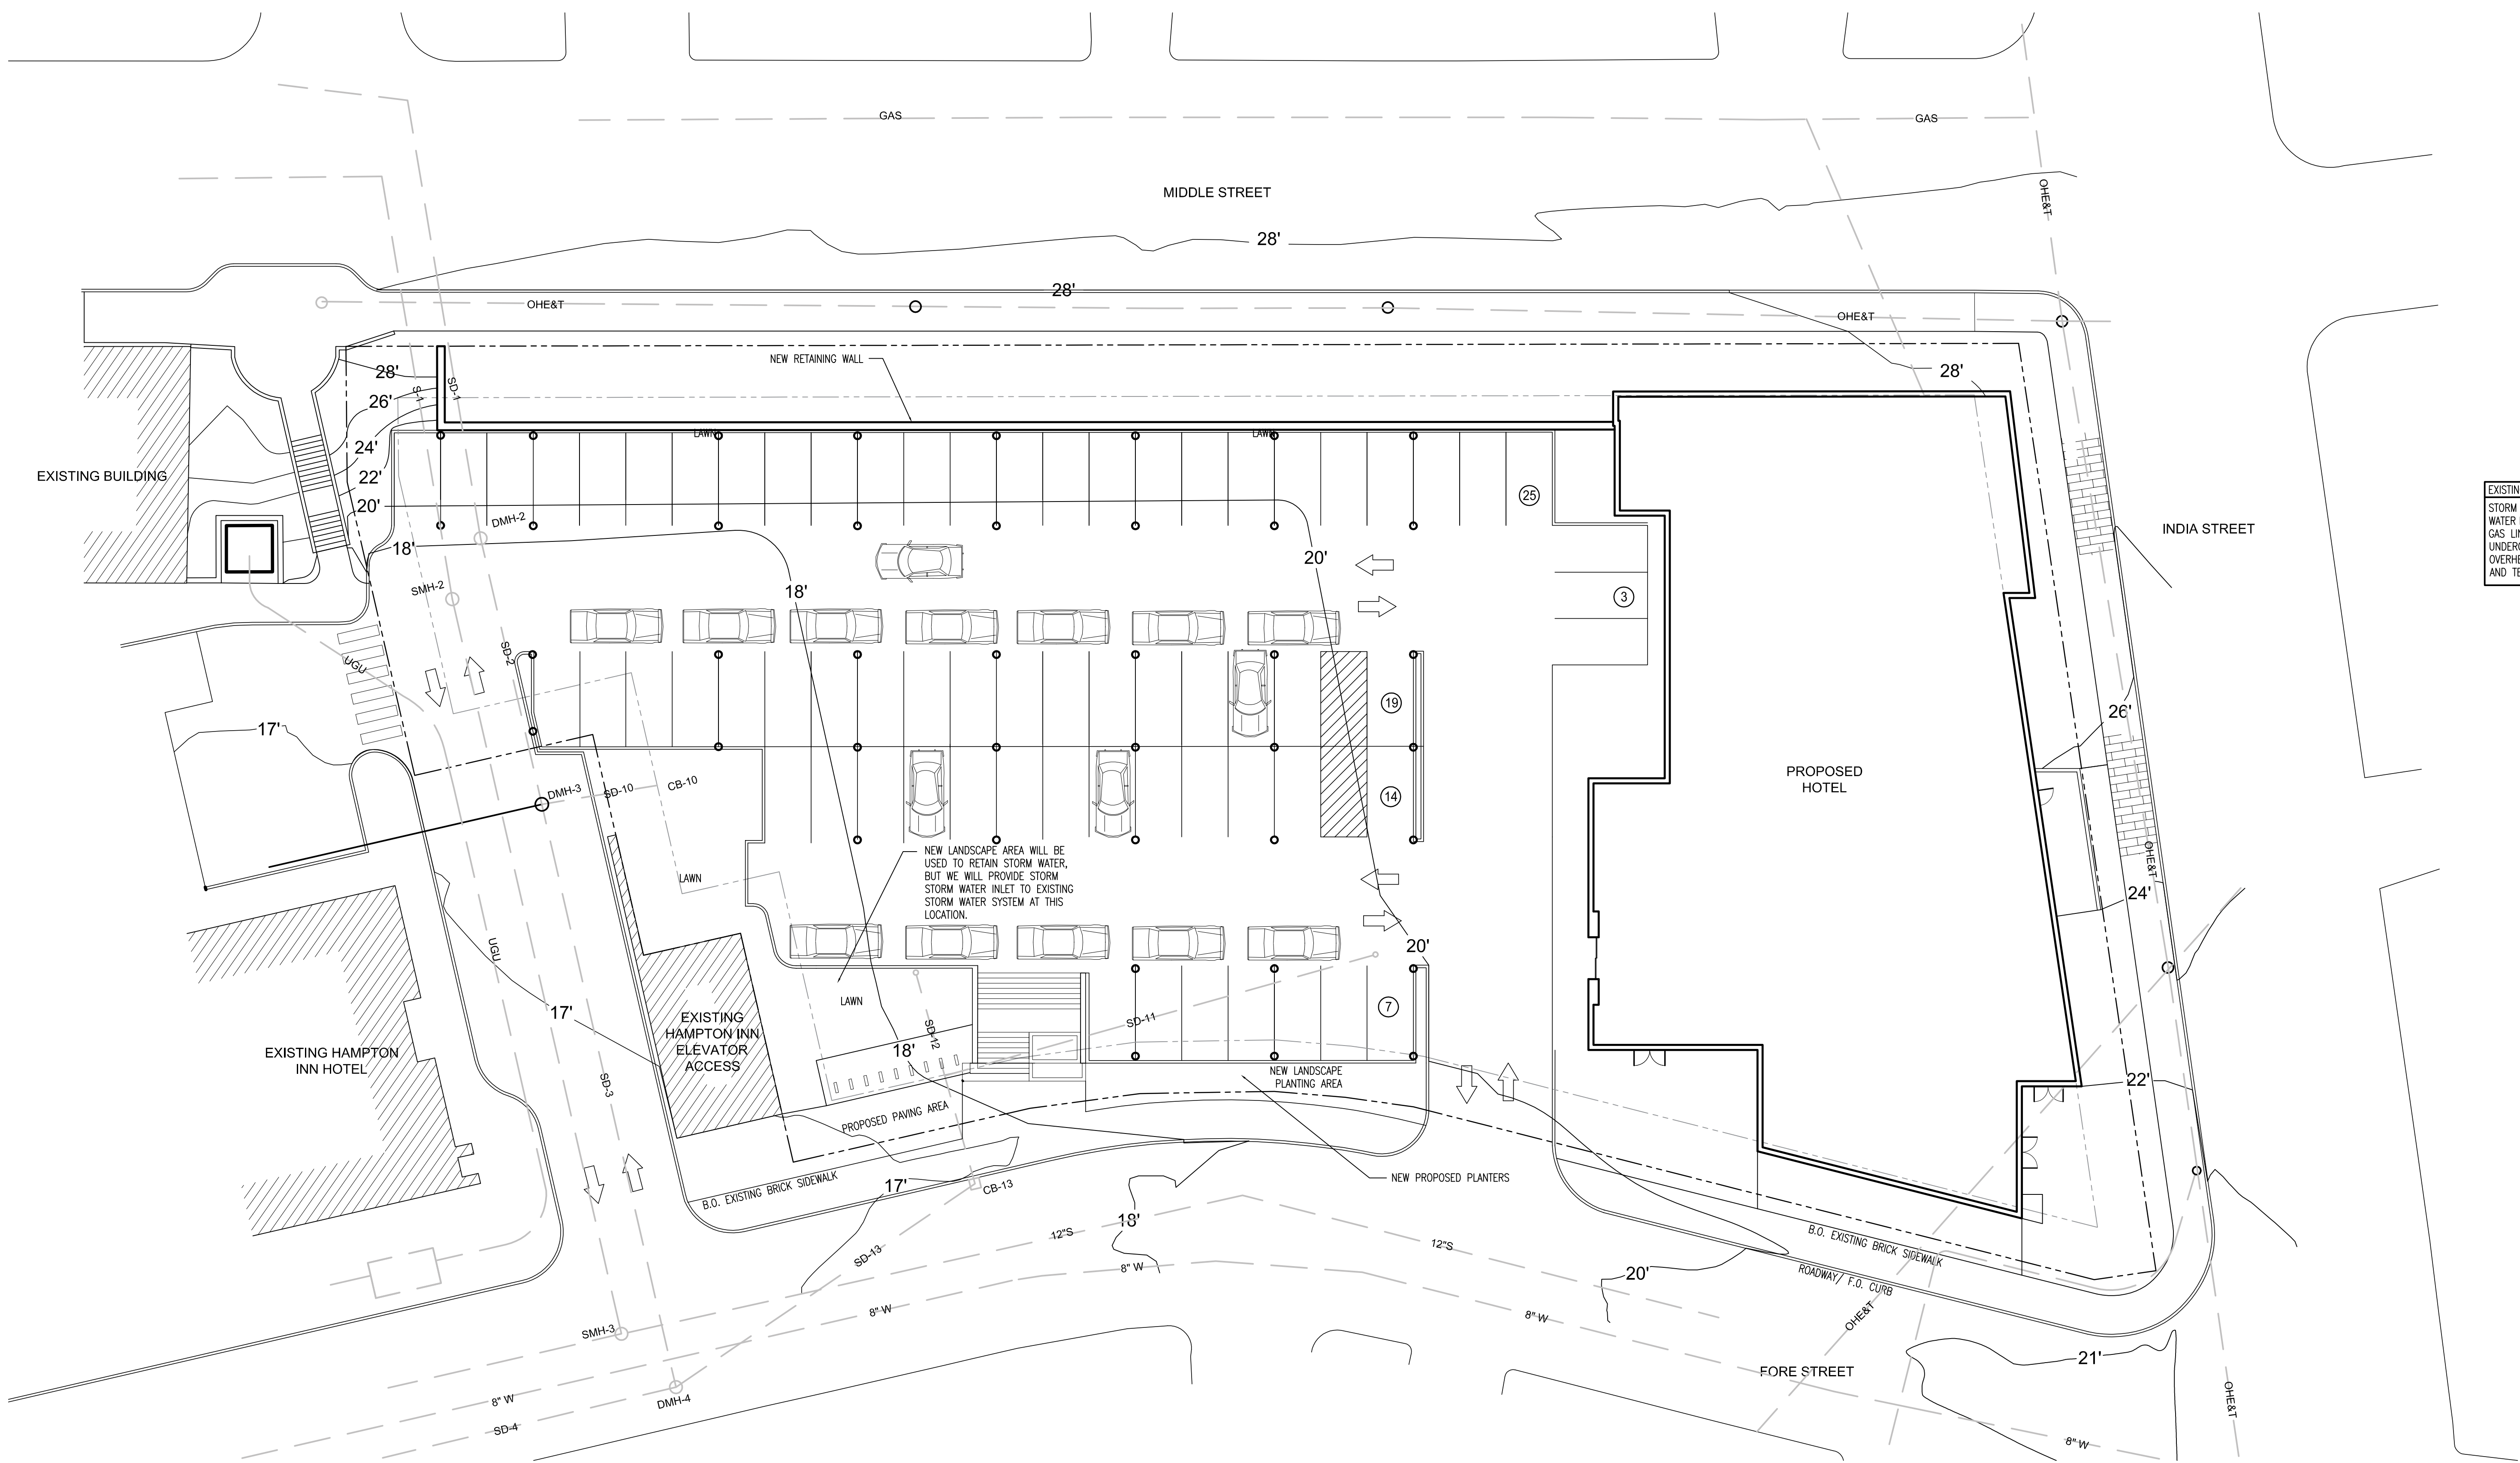 GAS
GAS
MIDDLE STREET
OHE&T
28'
28'
OHE&T
OHE&T
NEW RETAINING WALL
28'
28'
S-1
SD-1
26'
LAWN
LAWN
24'
EXISTING BUILDING
22'
20'
25
DMH-2
INDIA STREET
18'
20'
18'
SMH-2
3
SD-2
UGU
19
17'
26'
PROPOSED
HOTEL
DMH-3
SD-10
CB-10
14
NEW LANDSCAPE AREA WILL BE
USED TO RETAIN STORM WATER,
BUT WE WILL PROVIDE STORM
STORM WATER INLET TO EXISTING
STORM WATER SYSTEM AT THIS
LOCATION.
LAWN
OHE&T
24'
UGU
20'
LAWN
17'
7
SD-11
EXISTING
HAMPTON INN
ELEVATOR
ACCESS
SD-12
18'
EXISTING HAMPTON
INN HOTEL
NEW LANDSCAPE
PLANTING AREA
SD-3
22'
PROPOSED PAVING AREA
NEW PROPOSED PLANTERS
B.O. EXISTING BRICK SIDEWALK
17'
CB-13
18'
12"S
12"S
B.O. EXISTING BRICK SIDEWALK
SD-13
8" W
20'
ROADWAY/ F.O. CURB
8" W
8" W
OHE&T
SMH-3
21'
FORE STREET
8" W
DMH-4
OHE&T
SD-4
8" W
STORM
WATER